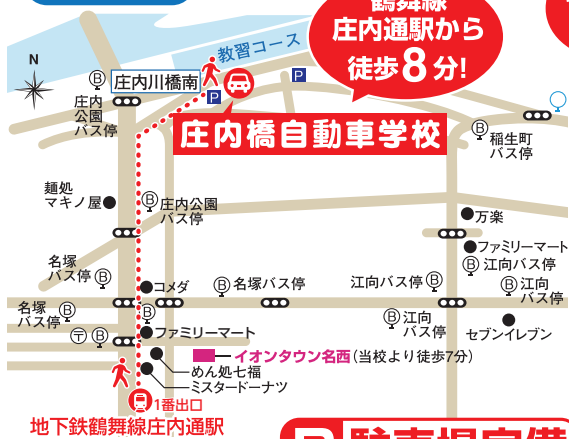 鶴舞線
庄内通駅から
徒歩8分!
教習コース
N
B
庄内川橋南
P
P
庄内
公園
バス停
庄内橋自動車学校
B
稲生町
バス停
麺処
マキノ屋
B
庄内公園
バス停
万楽
ファミリーマート
名塚
バス停
B
B
江向バス停
コメダ
B
名塚バス停
江向バス停
B
B
江向
バス停
名塚
バス停
B
B
B
江向
バス停
セブンイレブン
〒
B
ファミリーマート
イオンタウン名西(当校より徒歩7分)
めん処七福
ミスタードーナツ
1番出口
地下鉄鶴舞線庄内通駅
P
駐車場完備